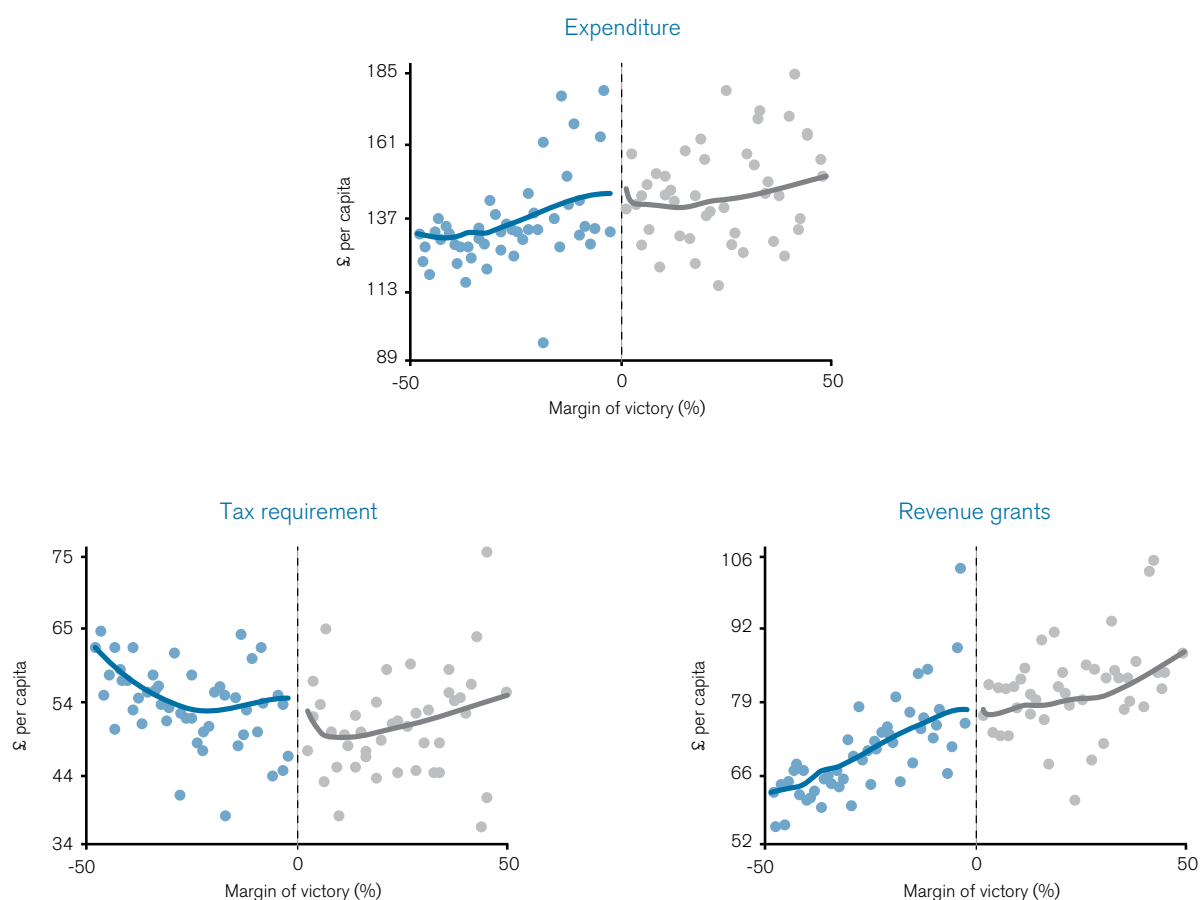 Expenditure
185
161
137
113
89
£ per capita
-50
0
50
Margin of victory (%)
Tax requirement
75
65
54
44
34
£ per capita
-50
0
50
Margin of victory (%)
Revenue grants
106
92
79
66
52
£ per capita
-50
0
50
Margin of victory (%)